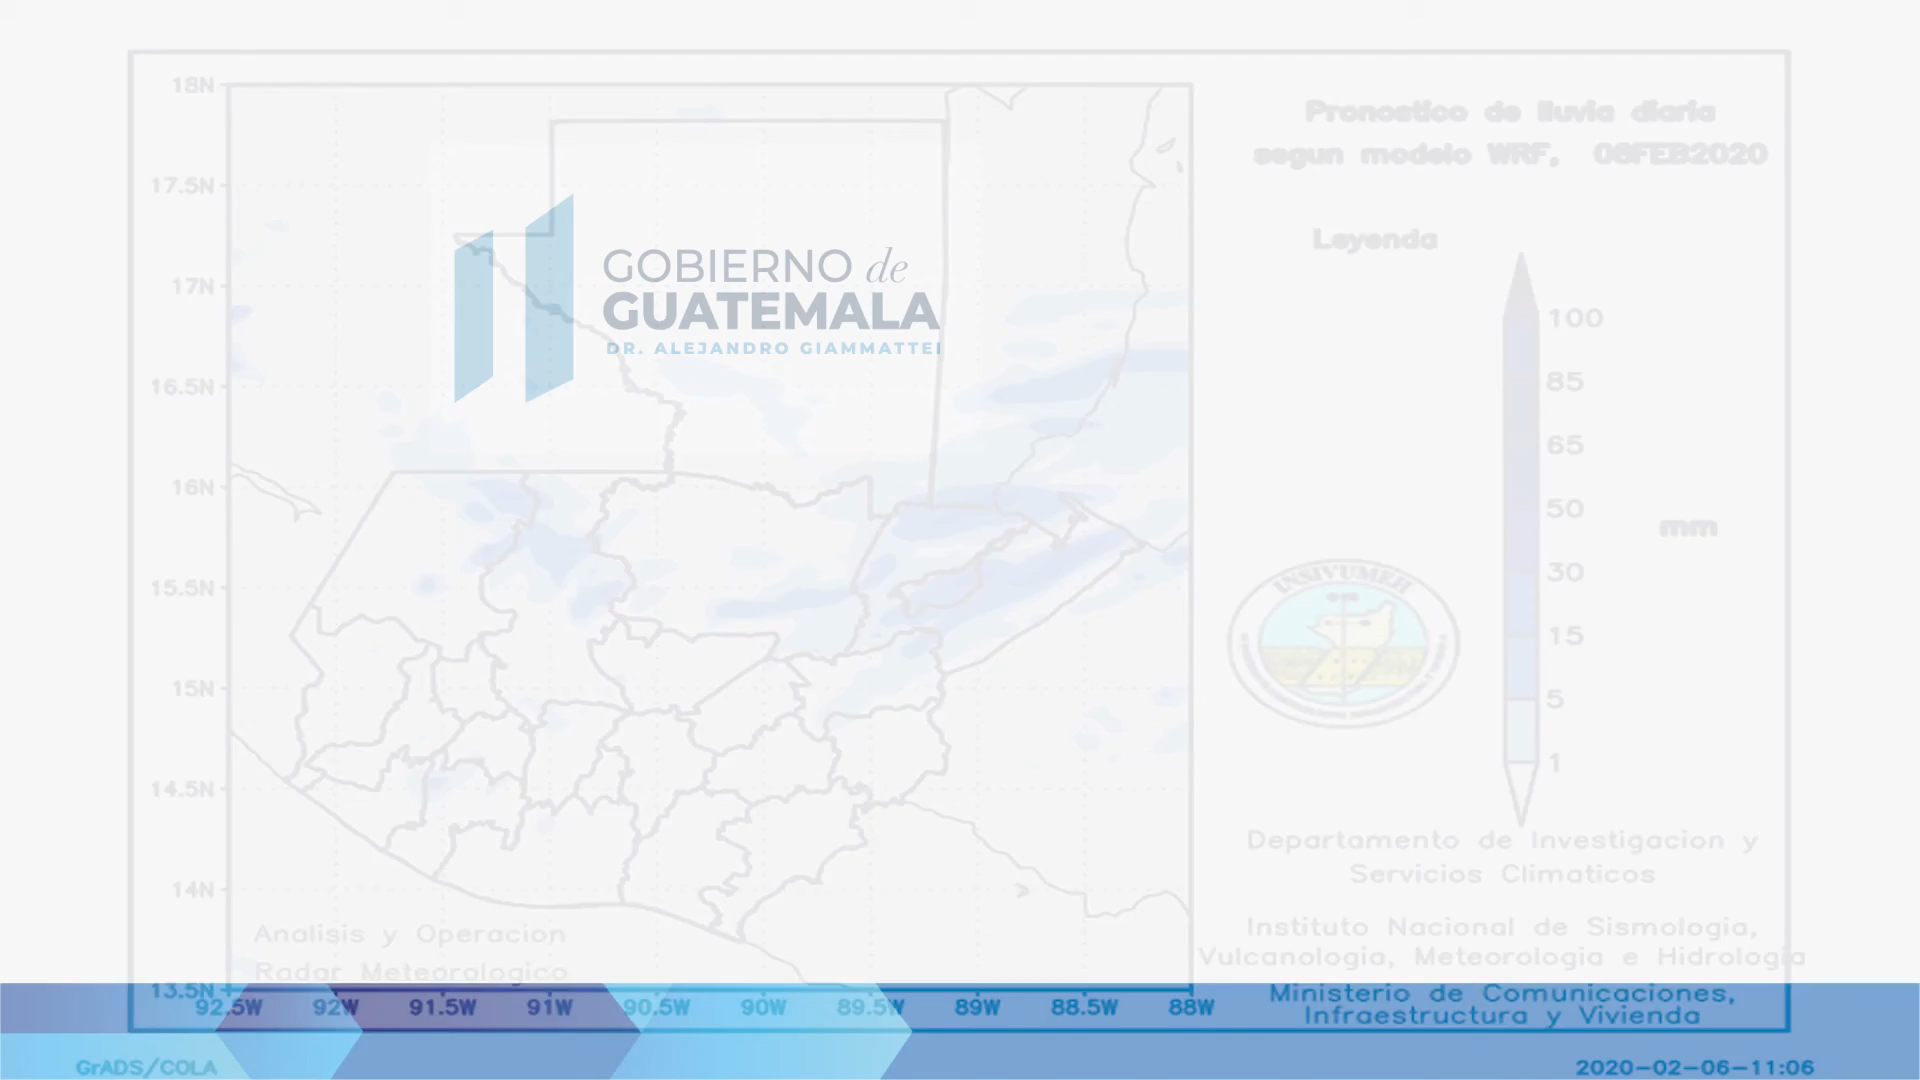 Pronostico de lluvia diaria
segun modelo WRF, 06FEB2020
Leyenda
100
85
65
50
30
15
5
1
mm
INSIVUMEH
Departamento de Investigacion y
Servicios Climaticos
Instituto Nacional de Sismologia,
Vulcanologia, Meteorologia e Hidrologia
Ministerio de Comunicaciones,
Infraestructura y Vivienda
18N
17.5N
17N
16.5N
16N
15.5N
15N
14.5N
14N
13.5N
GOBIERNO de
GUATEMALA
DR. ALEJANDRO GIAMMATTEI
Analisis y Operacion
Radar Meteorologico
92.5W 92W 91.5W 91W 90.5W 90W 89.5W 89W 88.5W 88W
GrADS/COLA
2020-02-06-11:06